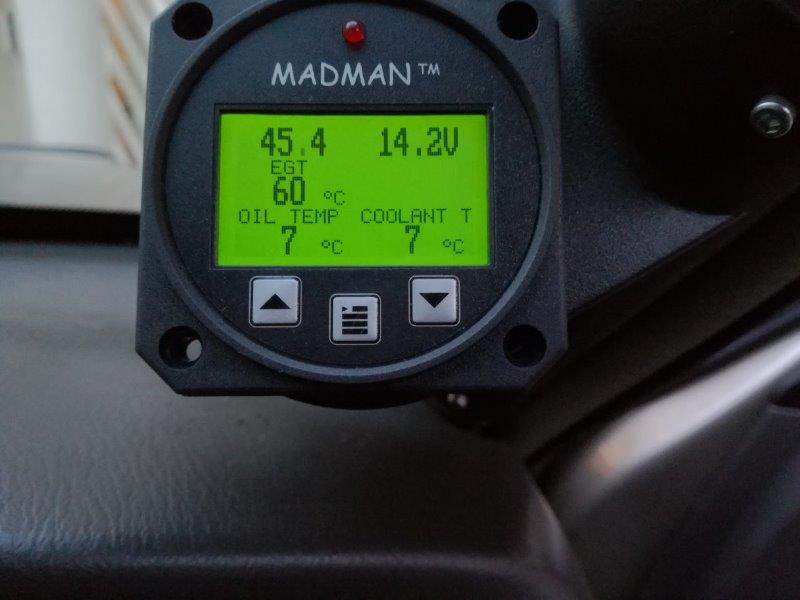 MADMAN™
45.4 14.2V
EGT
60 °C
OIL TEMP COOLANT T
7 °C 7 °C